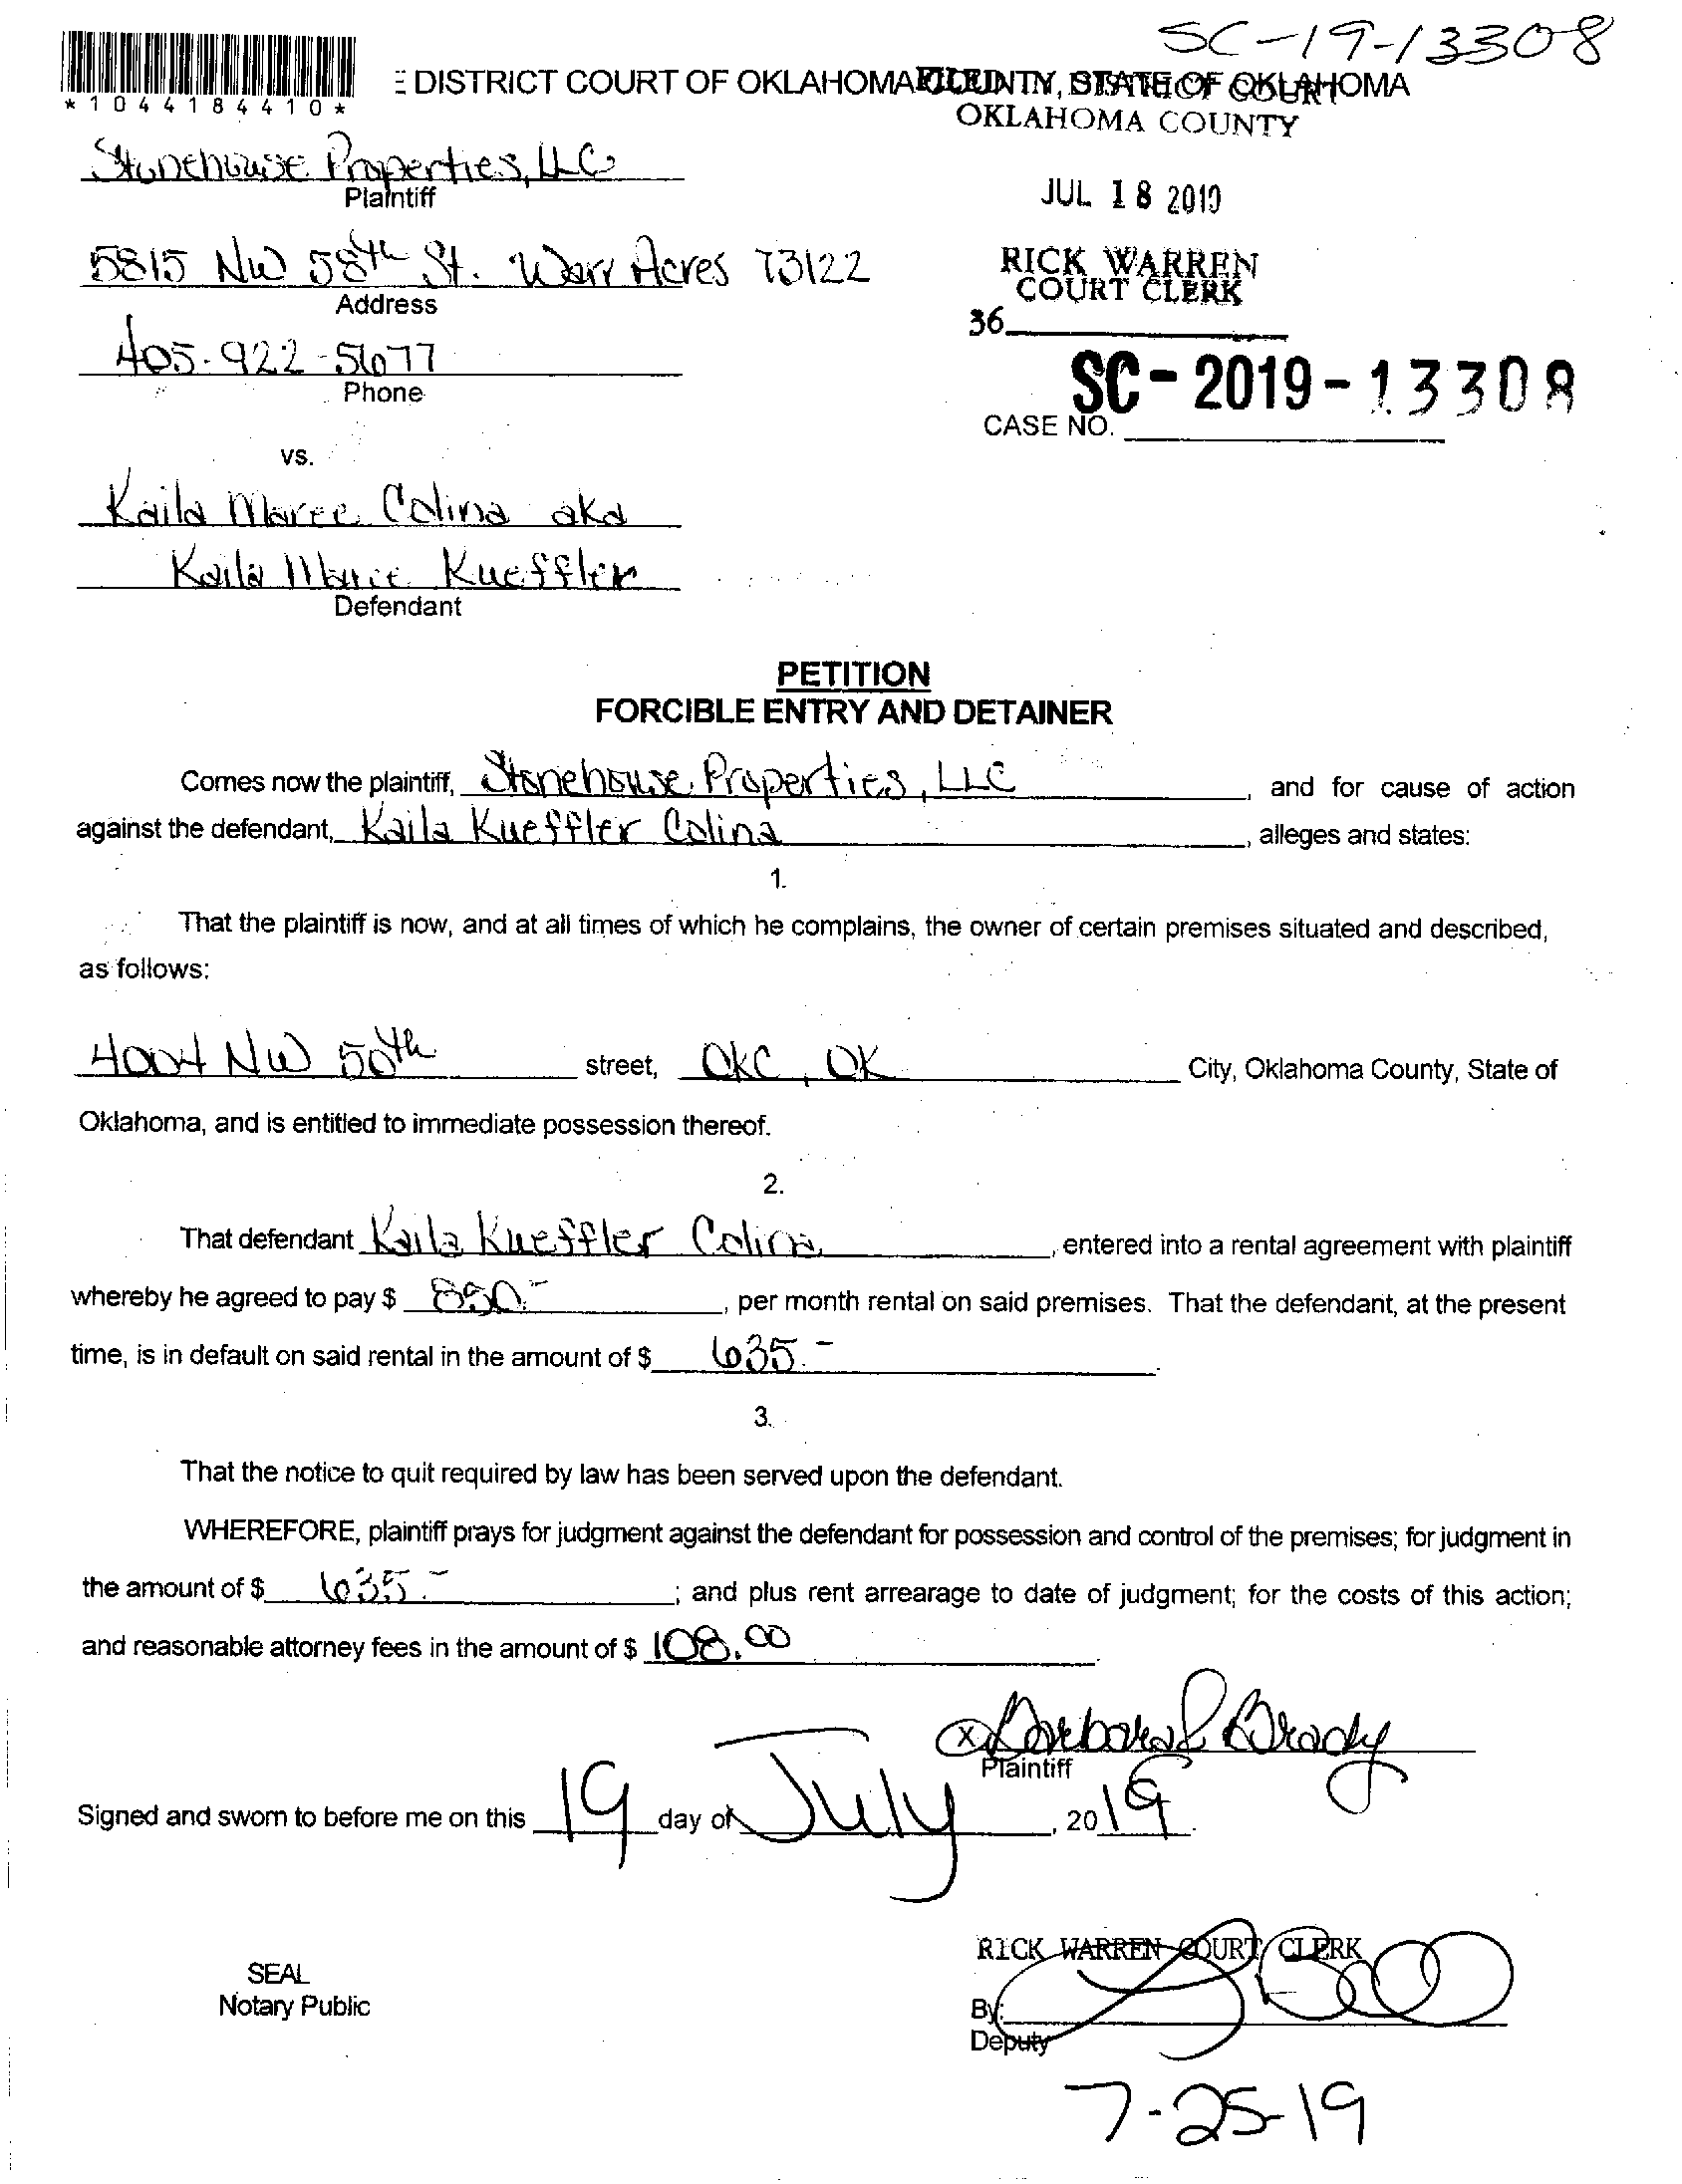 SC-19-13308
*1044184410*
E DISTRICT COURT OF OKLAHOMA COUNTY, STATE OF OKLAHOMA
FILED IN DISTRICT COURT
OKLAHOMA COUNTY
Stonehouse Properties, LLC
Plaintiff
JUL 18 2019
5815 NW 58th St. Warr Acres 73122
Address
RICK WARREN
COURT CLERK
36
405-922-5677
Phone
SC-2019-13308
CASE NO.
vs.
Kaila Maree Colina aka
Kaila Marie Kueffler
Defendant
PETITION
FORCIBLE ENTRY AND DETAINER
Comes now the plaintiff, Stonehouse Properties, LLC, and for cause of action
against the defendant, Kaila Kueffler Colina, alleges and states:
1.
That the plaintiff is now, and at all times of which he complains, the owner of certain premises situated and described,
as follows:
4004 NW 50th street, OKC, OK City, Oklahoma County, State of
Oklahoma, and is entitled to immediate possession thereof.
2.
That defendant Kaila Kueffler Colina, entered into a rental agreement with plaintiff
whereby he agreed to pay $ 850.-, per month rental on said premises. That the defendant, at the present
time, is in default on said rental in the amount of $ 635.-.
3.
That the notice to quit required by law has been served upon the defendant.
WHEREFORE, plaintiff prays for judgment against the defendant for possession and control of the premises; for judgment in
the amount of $ 635.-; and plus rent arrearage to date of judgment; for the costs of this action;
and reasonable attorney fees in the amount of $ 108.00.
x Barbara L Brady
Plaintiff
Signed and sworn to before me on this 19 day of July, 2019.
RICK WARREN COURT CLERK
SEAL
Notary Public
By:
Deputy
7-25-19